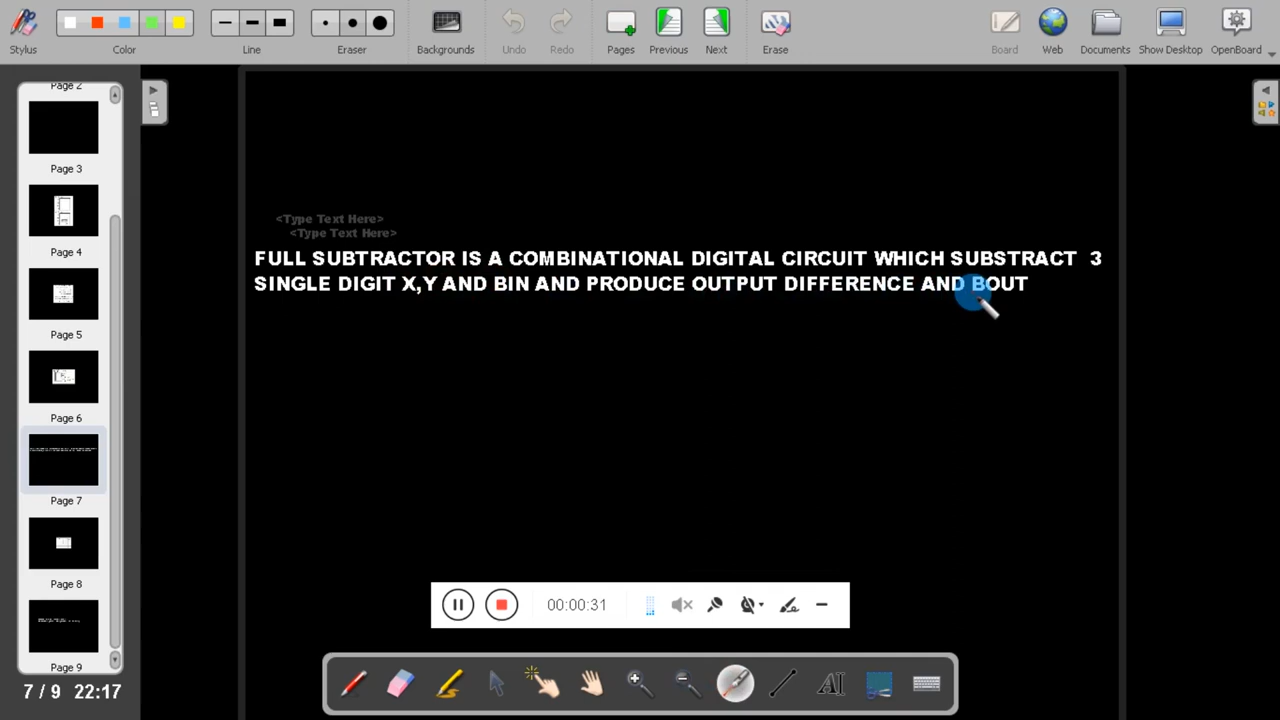 Stylus
Color
Line
Eraser
Backgrounds
Undo
Redo
Pages
Previous
Next
Erase
Board
Web
Documents
Show Desktop
OpenBoard
Page 2
Page 3
Page 4
Page 5
Page 6
Page 7
Page 8
Page 9
7 / 9 22:17
<Type Text Here>
<Type Text Here>
FULL SUBTRACTOR IS A COMBINATIONAL DIGITAL CIRCUIT WHICH SUBSTRACT 3
SINGLE DIGIT X,Y AND BIN AND PRODUCE OUTPUT DIFFERENCE AND BOUT
00:00:31
AI